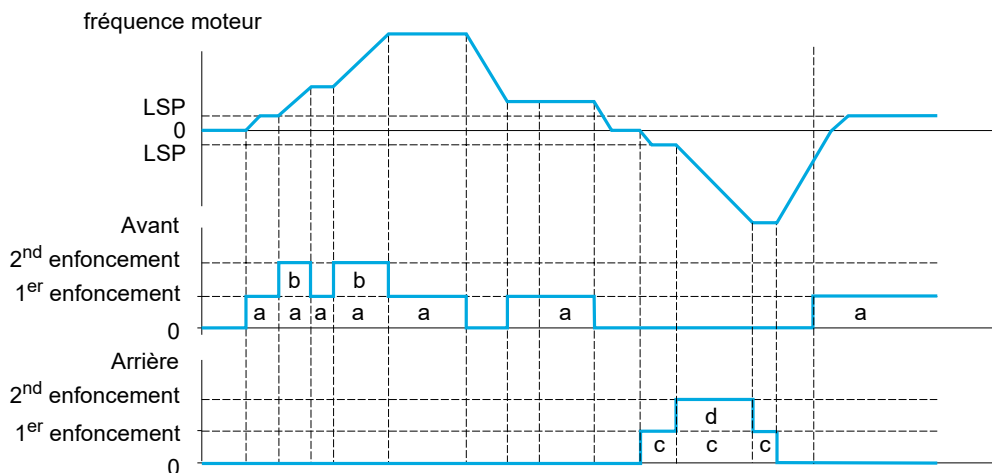 fréquence moteur
LSP
0
LSP
Avant
2nd enfoncement
b b
1er enfoncement
a a a a a a a
0
Arrière
2nd enfoncement
d
1er enfoncement
c c c
0